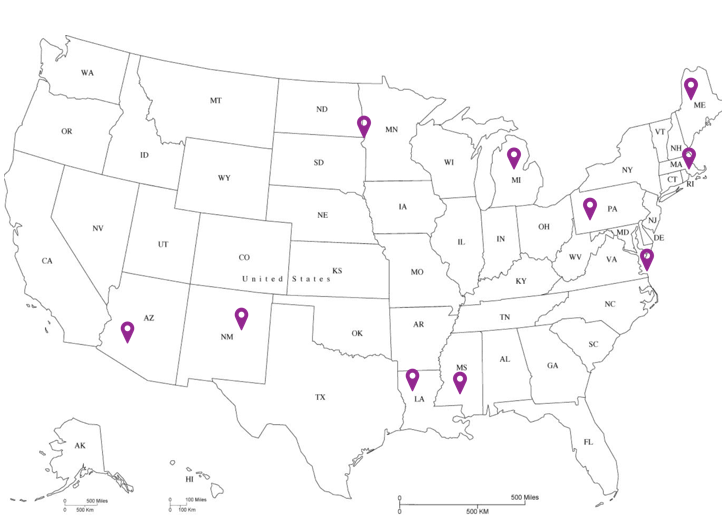 WA
MT
ND
MN
ME
VT
NH
OR
ID
SD
WI
MI
NY
MA
CT
RI
WY
IA
PA
NJ
NE
NV
UT
CO
IL
IN
OH
MD
DE
WV
VA
CA
United States
KS
MO
KY
NC
AZ
NM
OK
AR
TN
SC
MS
AL
GA
LA
TX
FL
AK
HI
0 500 Miles
0 500 KM
0 100 Miles
0 100 KM
0 500 Miles
500 KM